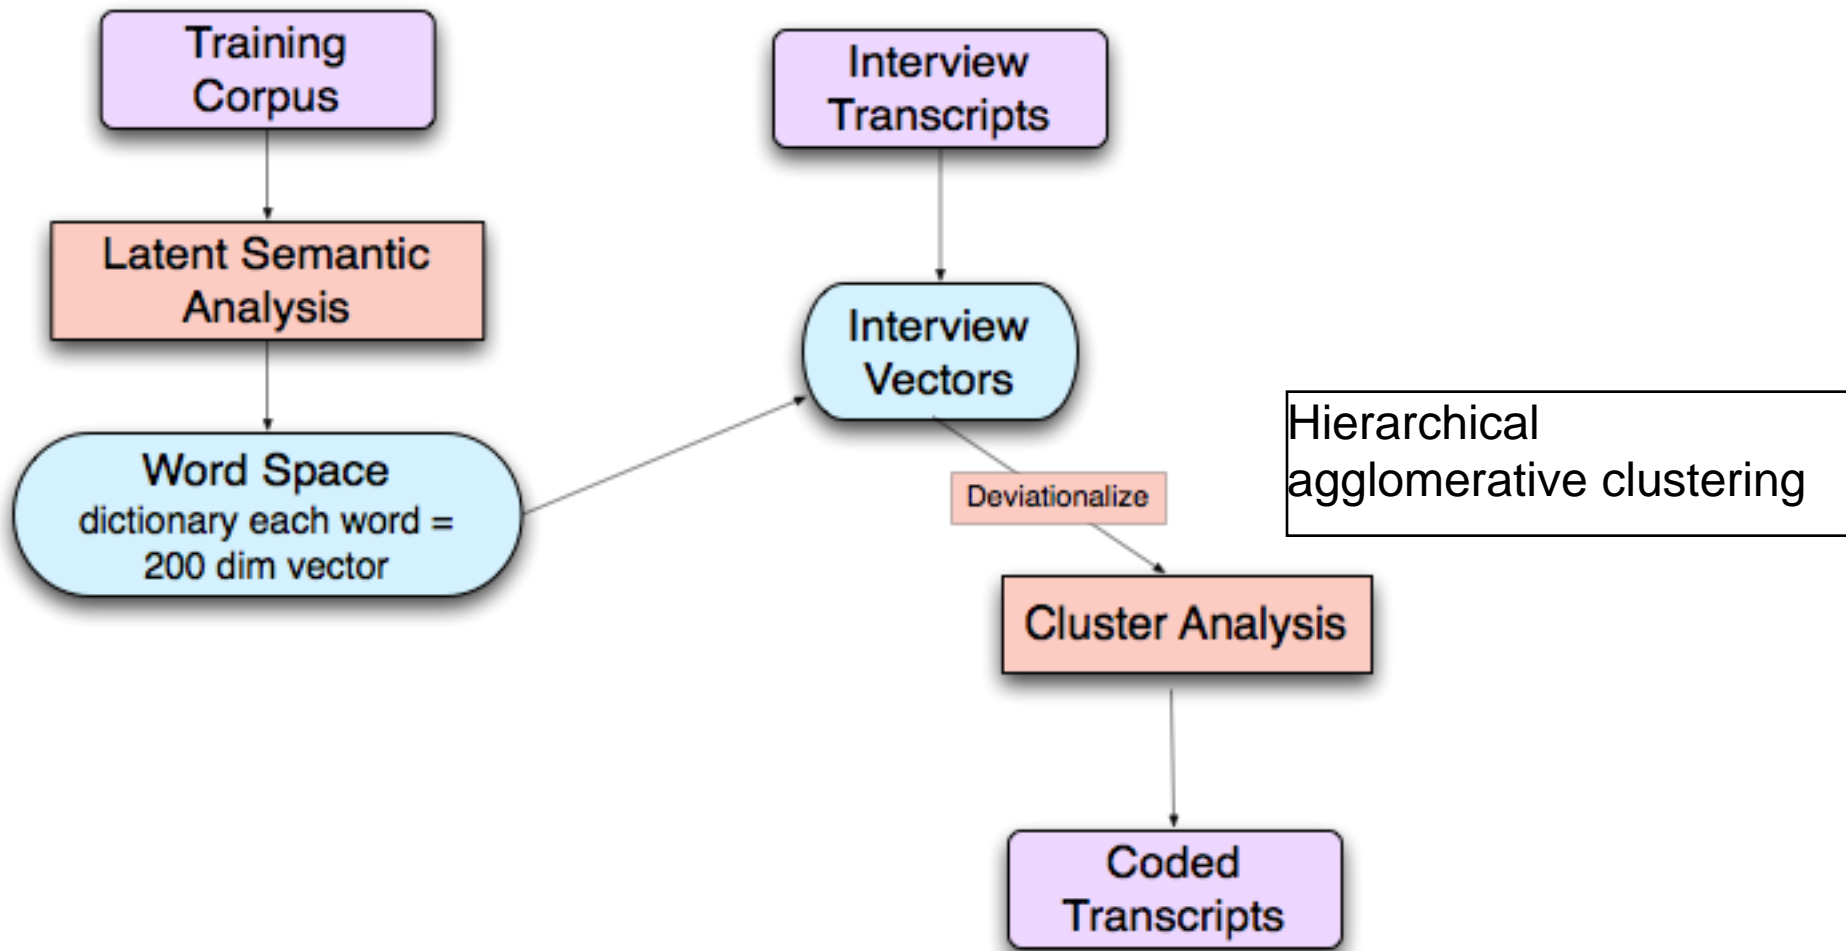 Training
Corpus
Latent Semantic
Analysis
Word Space
dictionary each word =
200 dim vector
Interview
Transcripts
Interview
Vectors
Deviationalize
Hierarchical
agglomerative clustering
Cluster Analysis
Coded
Transcripts